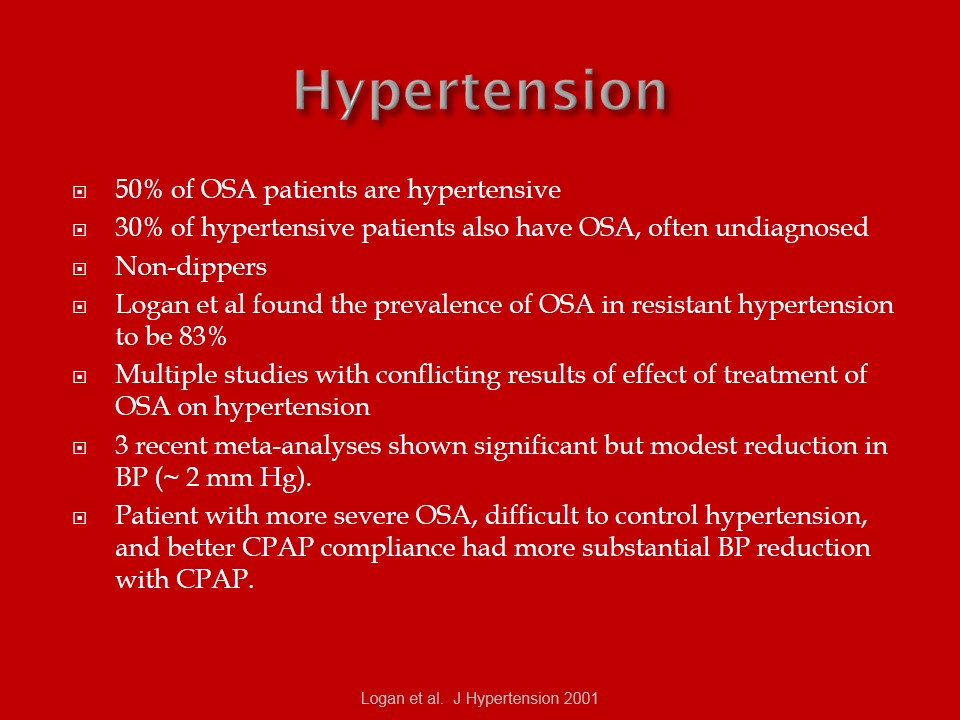 Hypertension
50% of OSA patients are hypertensive
30% of hypertensive patients also have OSA, often undiagnosed
Non-dippers
Logan et al found the prevalence of OSA in resistant hypertension
to be 83%
Multiple studies with conflicting results of effect of treatment of
OSA on hypertension
3 recent meta-analyses shown significant but modest reduction in
BP (~ 2 mm Hg).
Patient with more severe OSA, difficult to control hypertension,
and better CPAP compliance had more substantial BP reduction
with CPAP.
Logan et al.  J Hypertension 2001